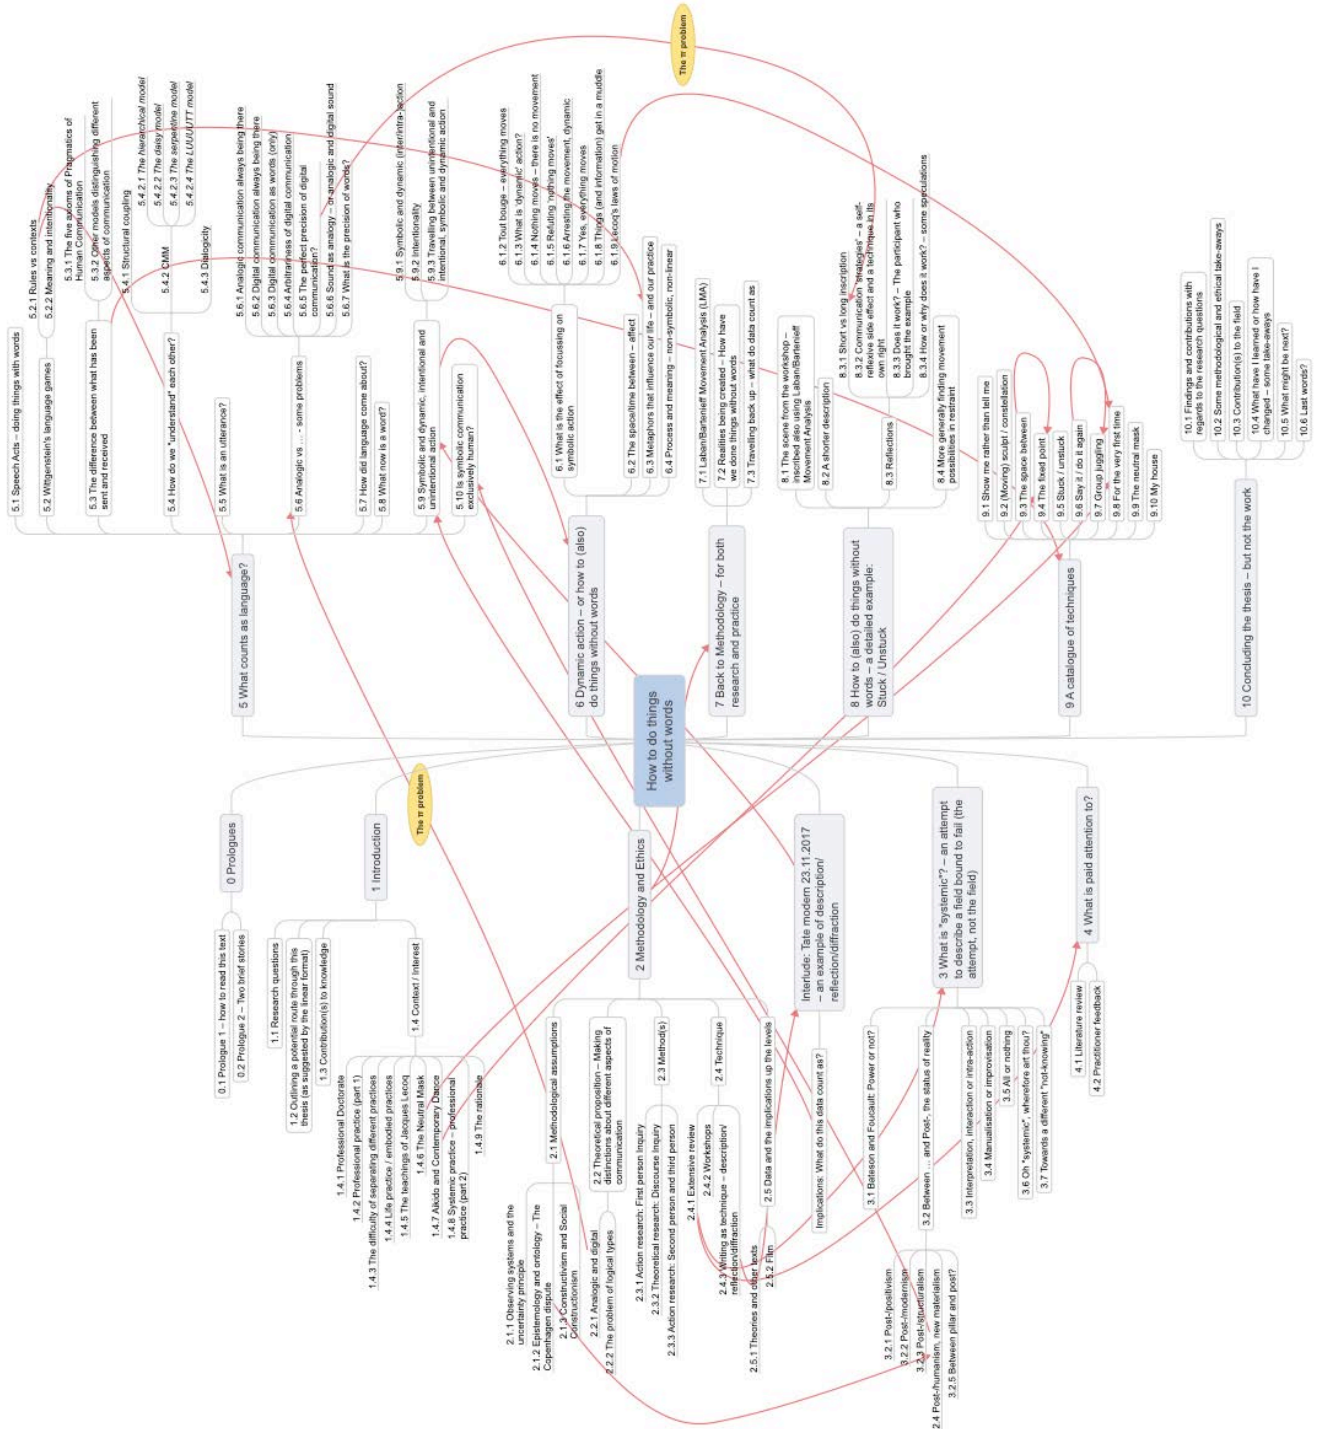 How to do things
without words
0 Prologues
0.1 Prologue 1 – how to read this text
0.2 Prologue 2 – Two brief stories
1 Introduction
1.1 Research questions
1.2 Outlining a potential route through this
thesis (as suggested by the linear format)
1.3 Contribution(s) to knowledge
1.4 Context / Interest
1.4.1 Professional Doctorate
1.4.2 Professional practice (part 1)
1.4.3 The difficulty of separating different practices
1.4.4 Life practice / embodied practices
1.4.5 The teachings of Jacques Lecoq
1.4.6 The Neutral Mask
1.4.7 Aikido and Contemporary Dance
1.4.8 Systemic practice – professional
practice (part 2)
1.4.9 The rationale
The π problem
2 Methodology and Ethics
2.1 Methodological assumptions
2.1.1 Observing systems and the
uncertainty principle
2.1.2 Epistemology and ontology – The
Copenhagen dispute
2.1.3 Constructivism and Social
Constructionism
2.2 Theoretical proposition – Making
distinctions about different aspects of
communication
2.2.1 Analogic and digital
2.2.2 The problem of logical types
2.3 Method(s)
2.3.1 Action research: First person Inquiry
2.3.2 Theoretical research: Discourse Inquiry
2.3.3 Action research: Second person and third person
2.4 Technique
2.4.1 Extensive review
2.4.2 Workshops
2.4.3 Writing as technique – description/
reflection/diffraction
2.5 Data and the implications up the levels
2.5.1 Theories and other texts
2.5.2 Film
Interlude: Tate modern 23.11.2017
– an example of description/
reflection/diffraction
Implications: What do this data count as?
3 What is "systemic"? – an attempt
to describe a field bound to fail (the
attempt, not the field)
3.1 Bateson and Foucault: Power or not?
3.2 Between ... and Post-, the status of reality
3.2.1 Post-/positivism
3.2.2 Post-/modernism
3.2.3 Post-/structuralism
2.4 Post-/humanism, new materialism
3.2.5 Between pillar and post?
3.3 Interpretation, interaction or intra-action
3.4 Manualisation or improvisation
3.5 All or nothing
3.6 Oh "systemic", wherefore art thou?
3.7 Towards a different "not-knowing"
4 What is paid attention to?
4.1 Literature review
4.2 Practitioner feedback
5 What counts as language?
5.1 Speech Acts – doing things with words
5.2 Wittgenstein's language games
5.2.1 Rules vs contexts
5.2.2 Meaning and intentionality
5.3 The difference between what has been
sent and received
5.3.1 The five axioms of Pragmatics of
Human Communication
5.3.2 Other models distinguishing different
aspects of communication
5.4 How do we "understand" each other?
5.4.1 Structural coupling
5.4.2 CMM
5.4.2.1 The hierarchical model
5.4.2.2 The daisy model
5.4.2.3 The serpentine model
5.4.2.4 The LUUUUTT model
5.4.3 Dialogicity
5.5 What is an utterance?
5.6 Analogic vs ... - some problems
5.6.1 Analogic communication always being there
5.6.2 Digital communication always being there
5.6.3 Digital communication as words (only)
5.6.4 Arbitrariness of digital communication
5.6.5 The perfect precision of digital
communication?
5.6.6 Sound as analogy – or analogic and digital sound
5.6.7 What is the precision of words?
5.7 How did language come about?
5.8 What now is a word?
5.9 Symbolic and dynamic, intentional and
unintentional action
5.9.1 Symbolic and dynamic (inter/intra-)action
5.9.2 Intentionality
5.9.3 Travelling between unintentional and
intentional, symbolic and dynamic action
5.10 Is symbolic communication
exclusively human?
6 Dynamic action – or how to (also)
do things without words
6.1 What is the effect of focussing on
symbolic action
6.1.2 Tout bouge – everything moves
6.1.3 What is 'dynamic' action?
6.1.4 Nothing moves – there is no movement
6.1.5 Refuting 'nothing moves'
6.1.6 Arresting the movement, dynamic
6.1.7 Yes, everything moves
6.1.8 Things (and information) get in a muddle
6.1.9 Lecoq's laws of motion
6.2 The space/time between – affect
6.3 Metaphors that influence our life – and our practice
6.4 Process and meaning – non-symbolic, non-linear
The π problem
7 Back to Methodology – for both
research and practice
7.1 Laban/Bartenieff Movement Analysis (LMA)
7.2 Realities being created – How have
we done things without words
7.3 Travelling back up – what do data count as
8 How to (also) do things without
words – a detailed example:
Stuck / Unstuck
8.1 The scene from the workshop –
inscribed also using Laban/Bartenieff
Movement Analysis
8.2 A shorter description
8.3 Reflections
8.3.1 Short vs long inscription
8.3.2 Communication 'strategies' – a self-
reflexive side effect and a technique in its
own right
8.3.3 Does it work? – The participant who
brought the example
8.3.4 How or why does it work? – some speculations
8.4 More generally finding movement
possibilities in restraint
9 A catalogue of techniques
9.1 Show me rather than tell me
9.2 (Moving) sculpt / constellation
9.3 The space between
9.4 The fixed point
9.5 Stuck / unstuck
9.6 Say it / do it again
9.7 Group juggling
9.8 For the very first time
9.9 The neutral mask
9.10 My house
10 Concluding the thesis – but not the work
10.1 Findings and contributions with
regards to the research questions
10.2 Some methodological and ethical take-aways
10.3 Contribution(s) to the field
10.4 What have I learned or how have I
changed – some take-aways
10.5 What might be next?
10.6 Last words?